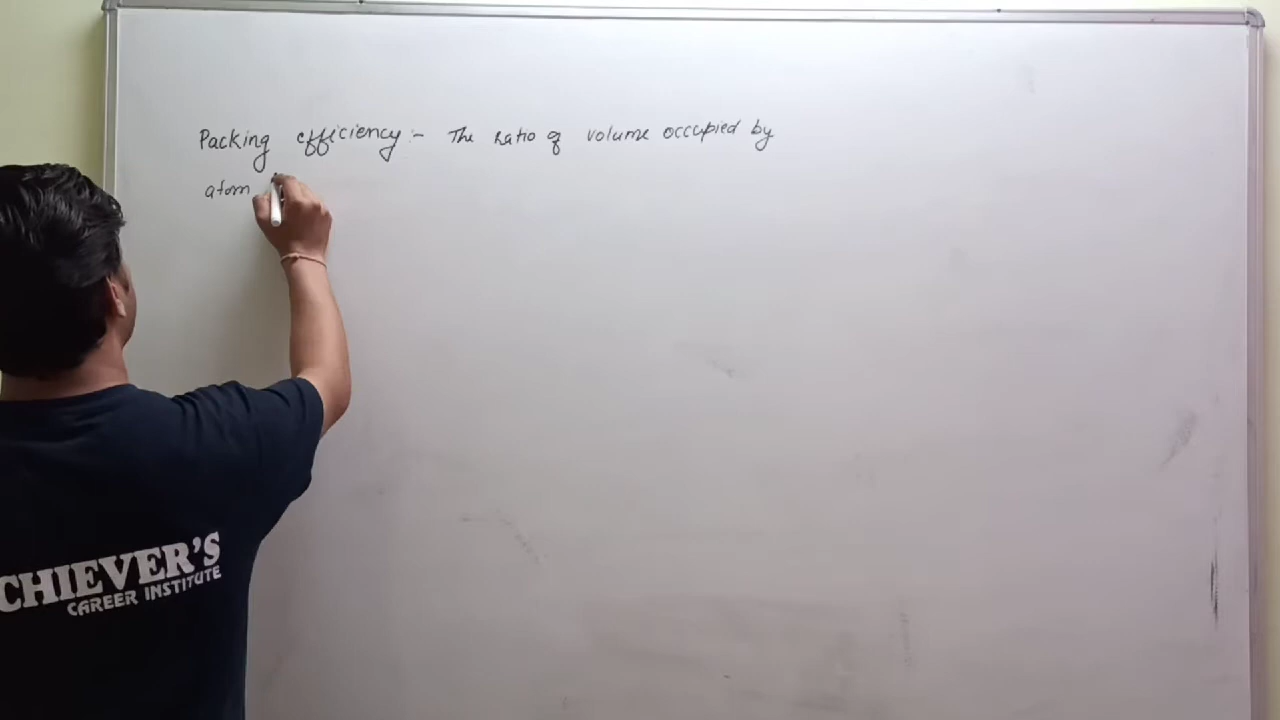 Packing efficiency :- The ratio of volume occupied by
atom
CHIEVER'S
CAREER INSTITUTE